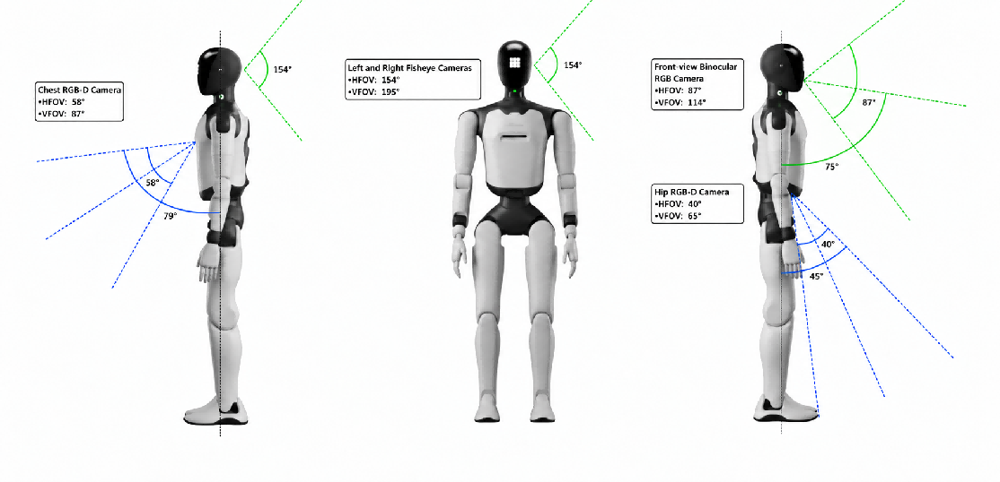 Chest RGB-D Camera
•HFOV: 58°
•VFOV: 87°
154°
58°
79°
Left and Right Fisheye Cameras
•HFOV: 154°
•VFOV: 195°
154°
Front-view Binocular
RGB Camera
•HFOV: 87°
•VFOV: 114°
87°
75°
Hip RGB-D Camera
•HFOV: 40°
•VFOV: 65°
40°
45°